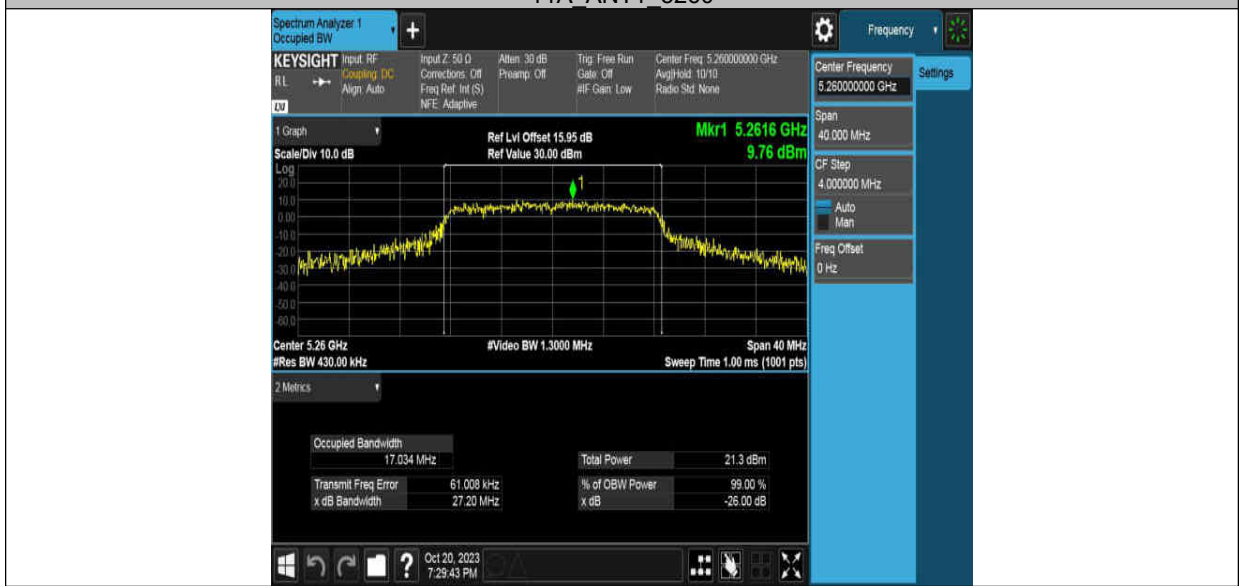 Spectrum Analyzer 1
Occupied BW
+
Frequency
KEYSIGHT
RL
LXI
Input: RF
Coupling: DC
Align: Auto
Input Z: 50 Ω
Corrections: Off
Freq Ref: Int (S)
NFE: Adaptive
Atten: 30 dB
Preamp: Off
Trig: Free Run
Gate: Off
#IF Gain: Low
Center Freq: 5.260000000 GHz
Avg|Hold: 10/10
Radio Std: None
1 Graph
Scale/Div 10.0 dB
Ref Lvl Offset 15.95 dB
Ref Value 30.00 dBm
Mkr1 5.2616 GHz
9.76 dBm
Log
20.0
10.0
0.00
-10.0
-20.0
-30.0
-40.0
-50.0
-60.0
1
Center 5.26 GHz
#Res BW 430.00 kHz
#Video BW 1.3000 MHz
Span 40 MHz
Sweep Time 1.00 ms (1001 pts)
2 Metrics
Occupied Bandwidth
17.034 MHz
Total Power 21.3 dBm
Transmit Freq Error 61.008 kHz
% of OBW Power 99.00 %
x dB Bandwidth 27.20 MHz
x dB -26.00 dB
Center Frequency
5.260000000 GHz
Settings
Span
40.000 MHz
CF Step
4.000000 MHz
Auto
Man
Freq Offset
0 Hz
?
Oct 20, 2023
7:29:43 PM